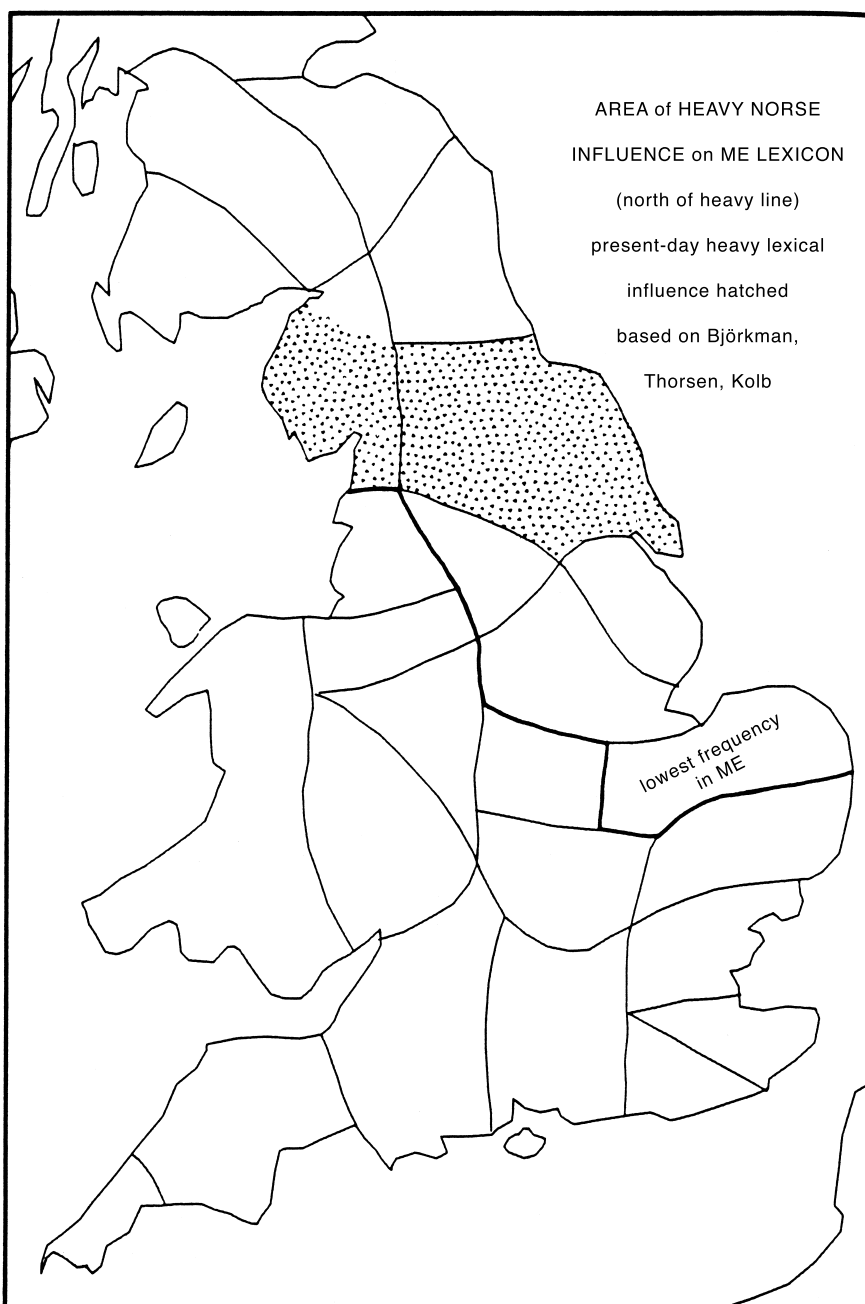 AREA of HEAVY NORSE
INFLUENCE on ME LEXICON
(north of heavy line)
present-day heavy lexical
influence hatched
based on Björkman,
Thorsen, Kolb
lowest frequency
in ME